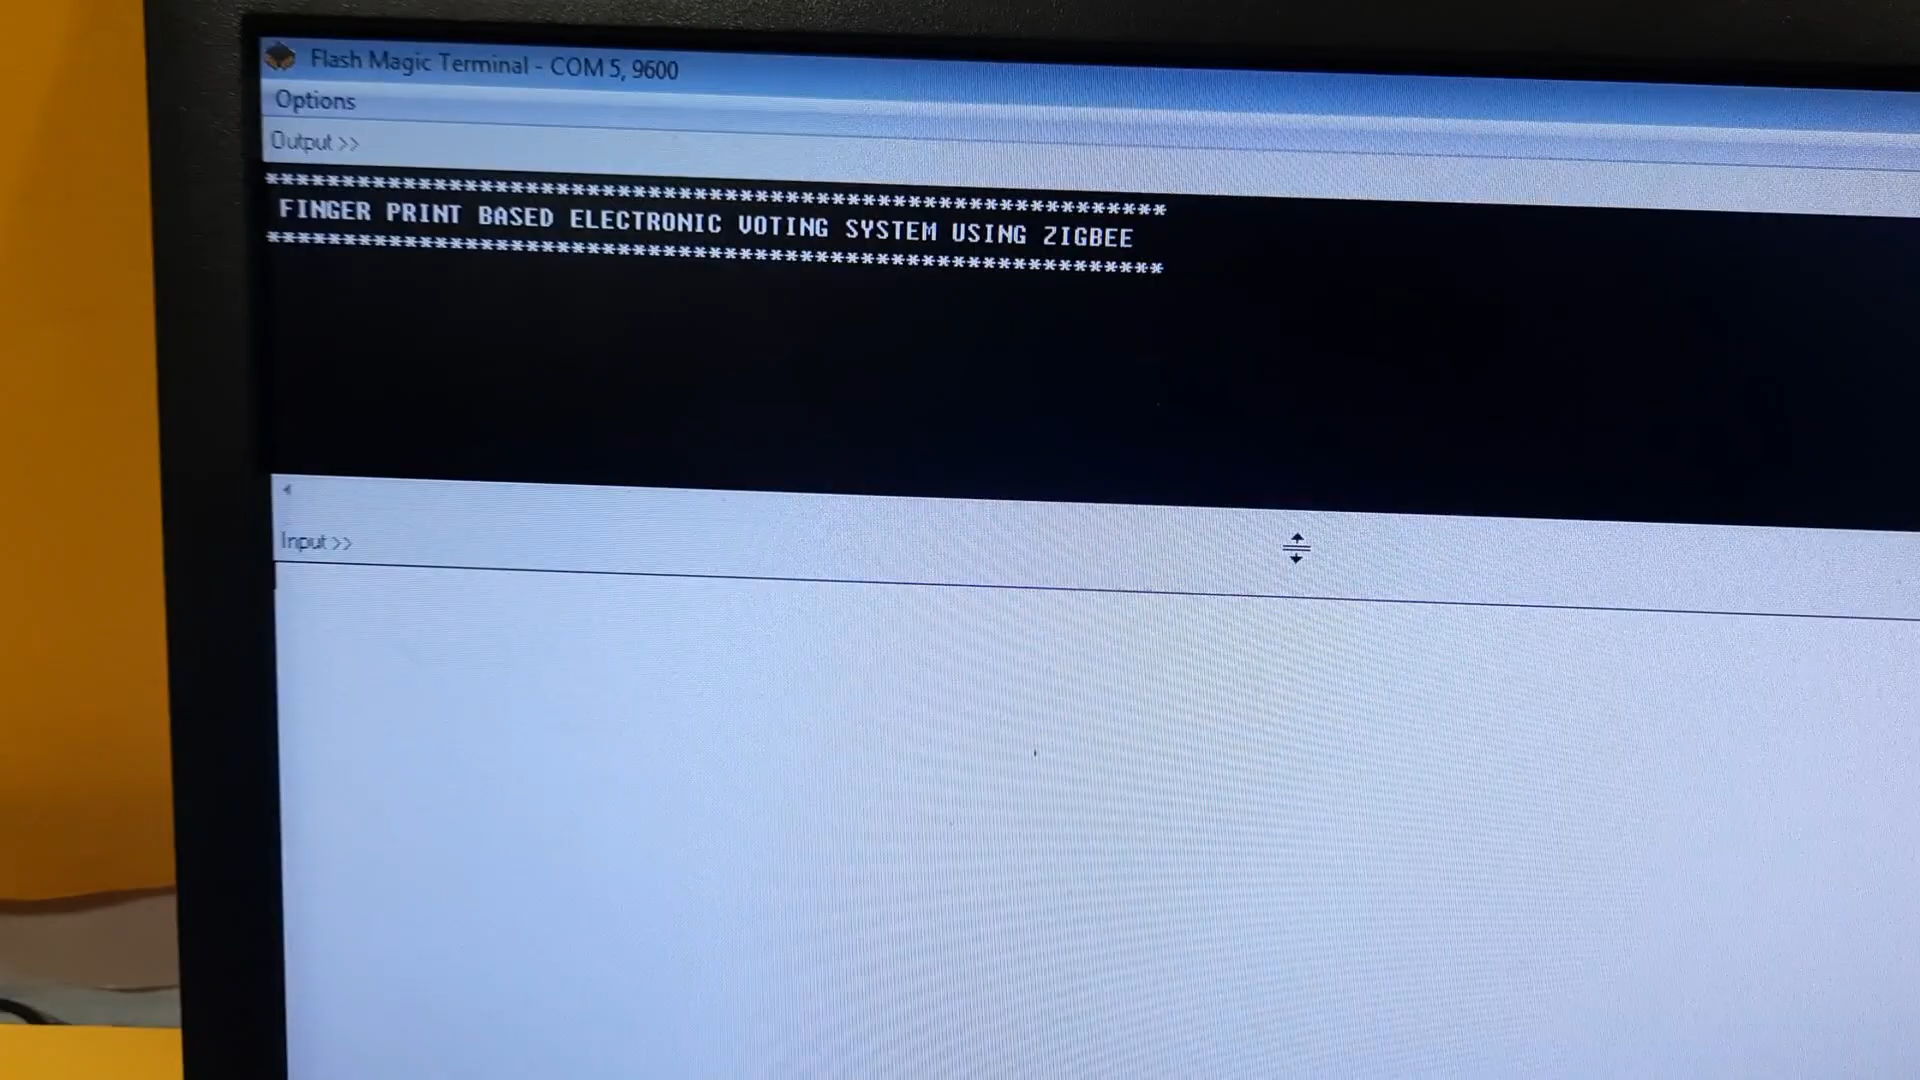 Flash Magic Terminal - COM 5, 9600
Options
Output >>
***********************************************************
FINGER PRINT BASED ELECTRONIC VOTING SYSTEM USING ZIGBEE
***********************************************************
Input >>